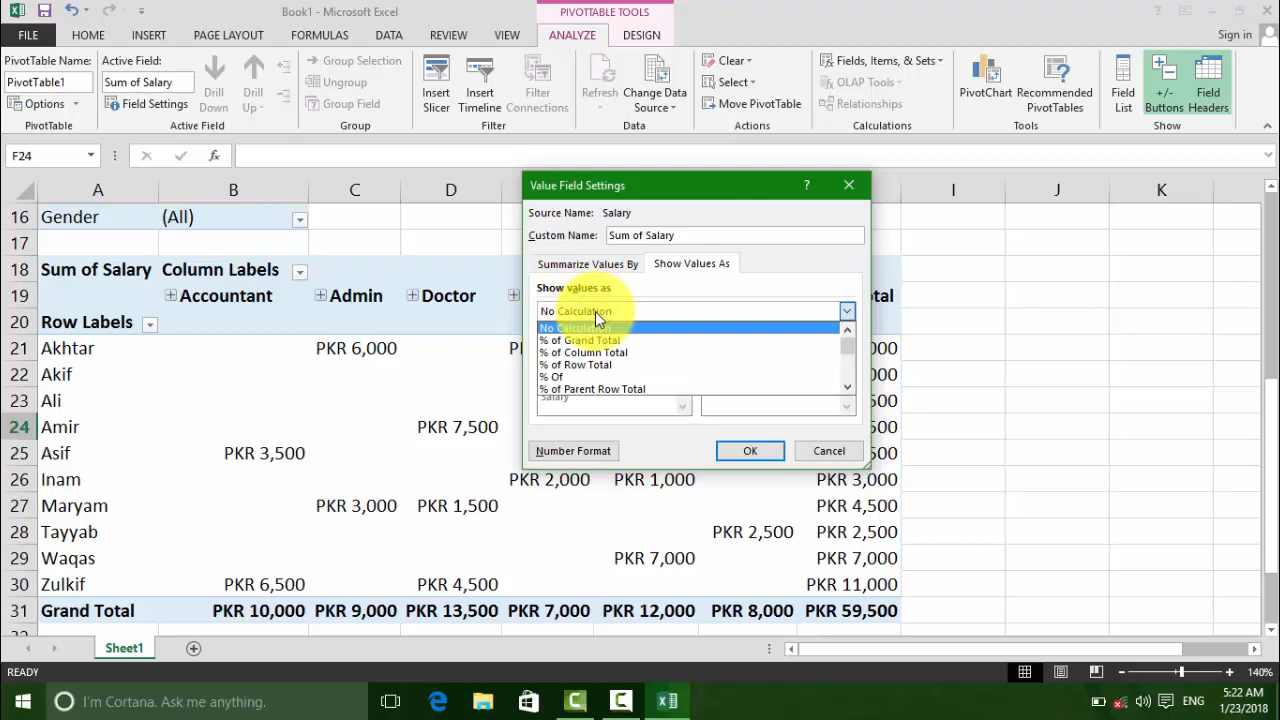 Book1 - Microsoft Excel
PIVOTTABLE TOOLS
FILE HOME INSERT PAGE LAYOUT FORMULAS DATA REVIEW VIEW ANALYZE DESIGN Sign in
PivotTable Name:
PivotTable1
Options
PivotTable
Active Field:
Sum of Salary
Field Settings
Drill Down
Drill Up
Active Field
Group Selection
Ungroup
Group Field
Group
Insert Slicer
Insert Timeline
Filter Connections
Filter
Refresh
Change Data Source
Data
Clear
Select
Move PivotTable
Actions
Fields, Items, & Sets
OLAP Tools
Relationships
Calculations
PivotChart
Recommended PivotTables
Tools
Field List
+/- Buttons
Field Headers
Show
F24 fx
A B C D I J K
16 Gender (All)
17
18 Sum of Salary Column Labels
19 Accountant Admin Doctor
20 Row Labels
21 Akhtar PKR 6,000
22 Akif
23 Ali
24 Amir PKR 7,500
25 Asif PKR 3,500
26 Inam PKR 2,000 PKR 1,000 PKR 3,000
27 Maryam PKR 3,000 PKR 1,500 PKR 4,500
28 Tayyab PKR 2,500 PKR 2,500
29 Waqas PKR 7,000 PKR 7,000
30 Zulkif PKR 6,500 PKR 4,500 PKR 11,000
31 Grand Total PKR 10,000 PKR 9,000 PKR 13,500 PKR 7,000 PKR 12,000 PKR 8,000 PKR 59,500
Value Field Settings ?
Source Name: Salary
Custom Name: Sum of Salary
Summarize Values By Show Values As
Show values as
No Calculation
No Calculation
% of Grand Total
% of Column Total
% of Row Total
% Of
% of Parent Row Total
Salary
Number Format OK Cancel
Sheet1
READY 140%
I'm Cortana. Ask me anything.
ENG
5:22 AM
1/23/2018